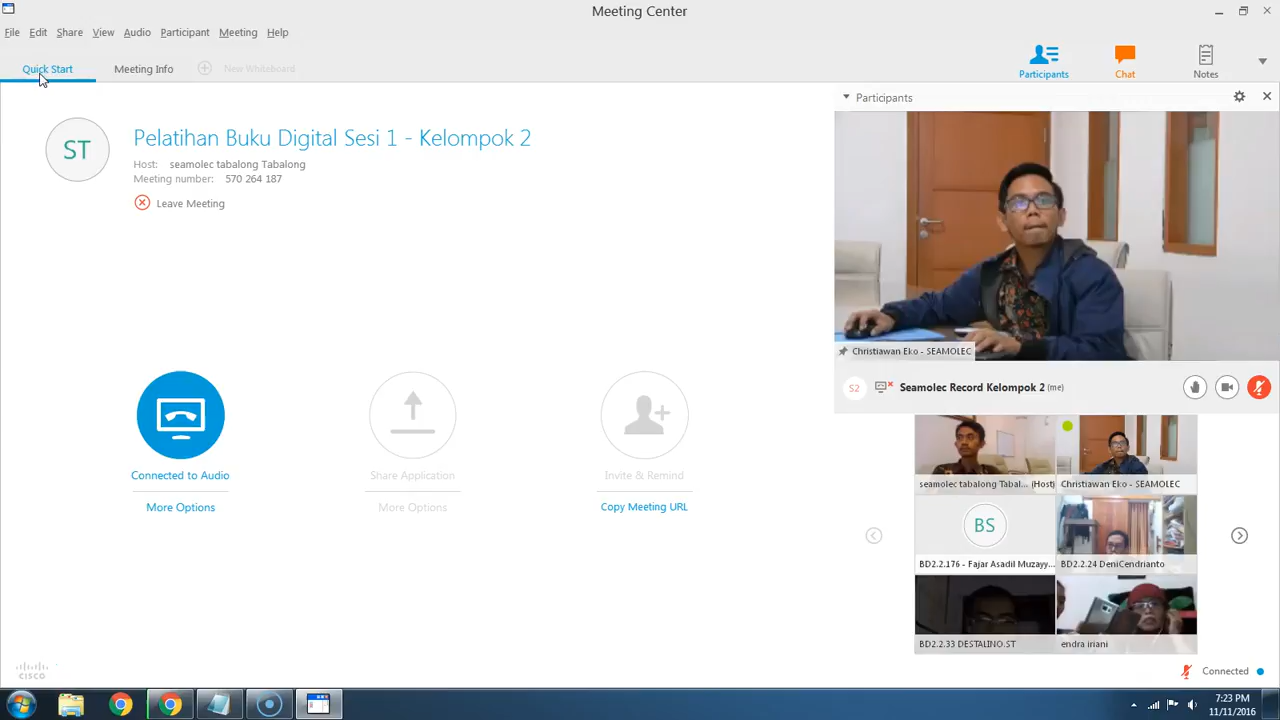 Meeting Center
File Edit Share View Audio Participant Meeting Help
Quick Start Meeting Info New Whiteboard
Participants Chat Notes
Participants
ST
Pelatihan Buku Digital Sesi 1 - Kelompok 2
Host: seamolec tabalong Tabalong
Meeting number: 570 264 187
Leave Meeting
Christiawan Eko - SEAMOLEC
S2 Seamolec Record Kelompok 2 (me)
Connected to Audio
More Options
Share Application
More Options
Invite & Remind
Copy Meeting URL
seamolec tabalong Tabal... (Host)
Christiawan Eko - SEAMOLEC
BS
BD2.2.176 - Fajar Asadil Muzayy...
BD2.2.24 DeniCendrianto
BD2.2.33 DESTALINO.ST
endra iriani
cisco
Connected
7:23 PM
11/11/2016